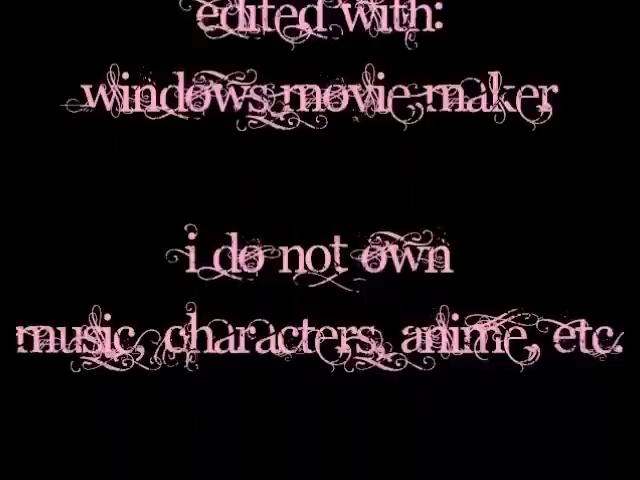 edited with:
windows movie maker
i do not own
music, characters, anime, etc.